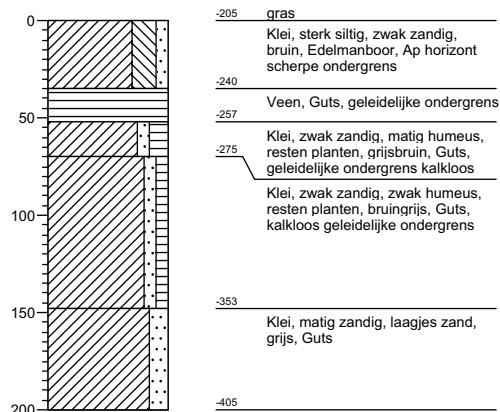 0
50
100
150
200
-205
gras
Klei, sterk siltig, zwak zandig,
bruin, Edelmanboor, Ap horizont
scherpe ondergrens
-240
Veen, Guts, geleidelijke ondergrens
-257
Klei, zwak zandig, matig humeus,
resten planten, grijsbruin, Guts,
geleidelijke ondergrens kalkloos
-275
Klei, zwak zandig, zwak humeus,
resten planten, bruingrijs, Guts,
kalkloos geleidelijke ondergrens
-353
Klei, matig zandig, laagjes zand,
grijs, Guts
-405